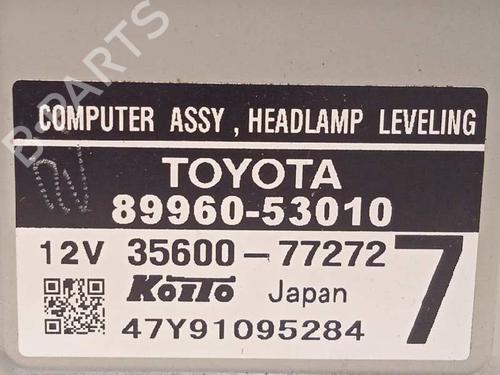 COMPUTER ASSY , HEADLAMP LEVELING
TOYOTA
89960-53010
12V 35600-77272 7
KOITO Japan
47Y91095284
B-PARTS